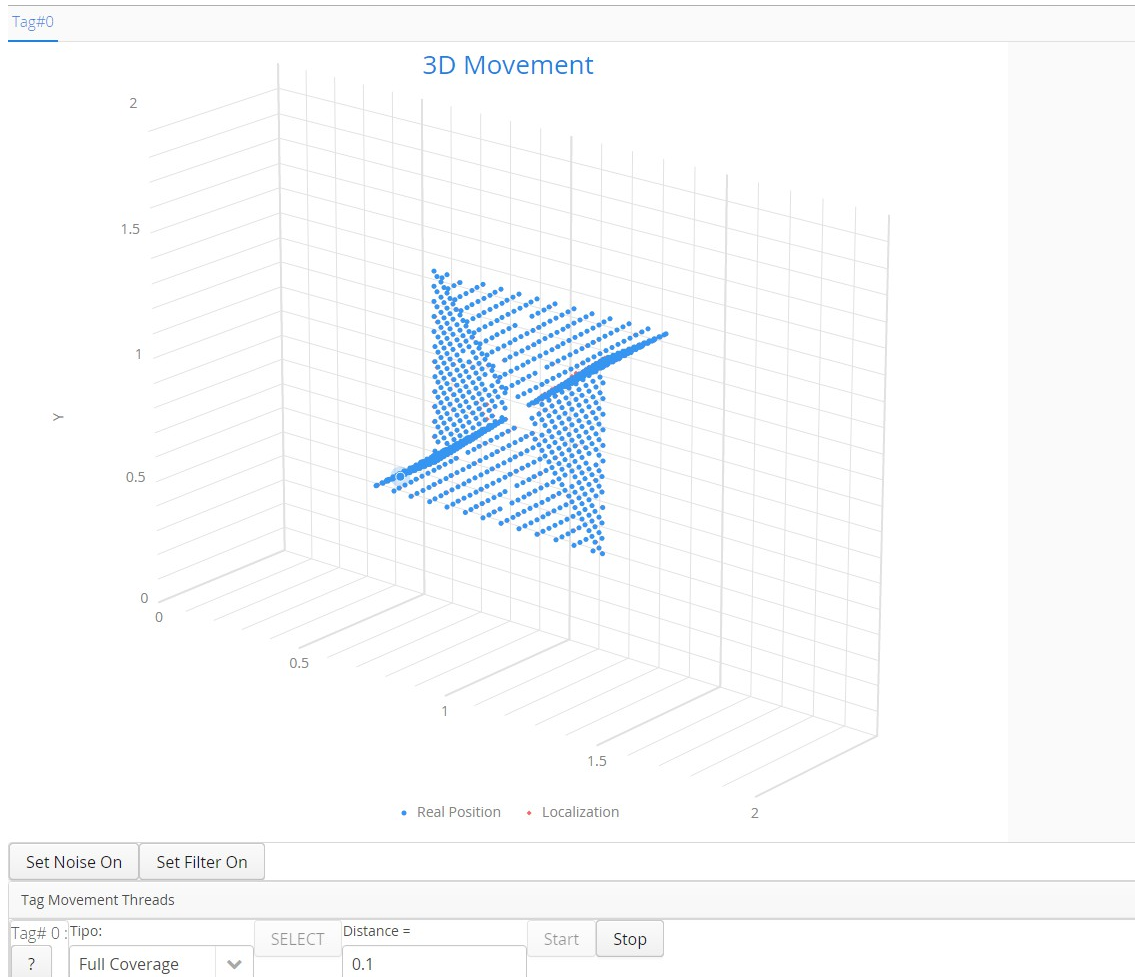 Tag#0
3D Movement
2
1.5
1
0.5
0
Y
0
0.5
1
1.5
2
Real Position
Localization
Set Noise On
Set Filter On
Tag Movement Threads
Tag# 0 :
Tipo:
SELECT
Distance =
Start
Stop
?
Full Coverage
0.1